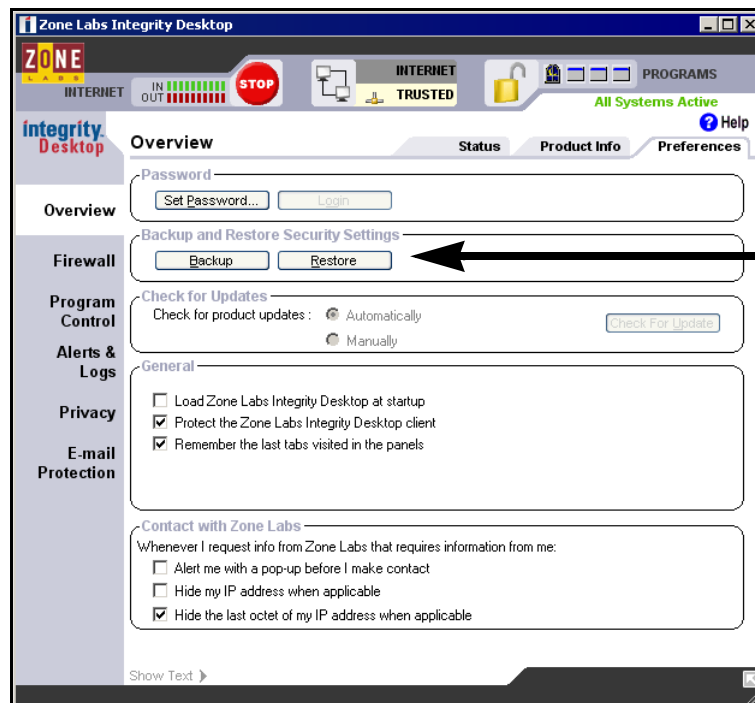 Zone Labs Integrity Desktop
ZONE
LABS
INTERNET
IN
OUT
STOP
INTERNET
TRUSTED
PROGRAMS
All Systems Active
? Help
integrity.
Desktop
Overview
Status
Product Info
Preferences
Overview
Firewall
Program
Control
Alerts &
Logs
Privacy
E-mail
Protection
Password
Set Password...
Login
Backup and Restore Security Settings
Backup
Restore
Check for Updates
Check for product updates :
Automatically
Manually
Check For Update
General
Load Zone Labs Integrity Desktop at startup
Protect the Zone Labs Integrity Desktop client
Remember the last tabs visited in the panels
Contact with Zone Labs
Whenever I request info from Zone Labs that requires information from me:
Alert me with a pop-up before I make contact
Hide my IP address when applicable
Hide the last octet of my IP address when applicable
Show Text